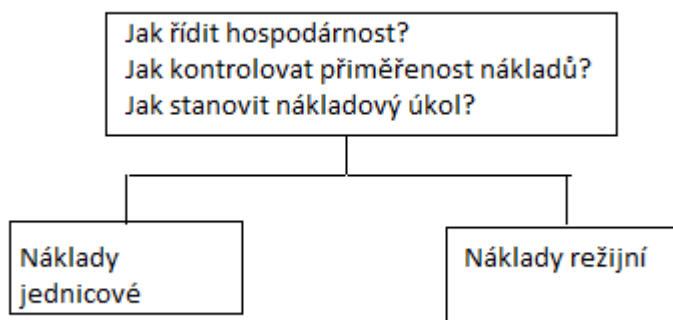 Jak řídit hospodárnost?
Jak kontrolovat přiměřenost nákladů?
Jak stanovit nákladový úkol?
Náklady
jednicové
Náklady režijní